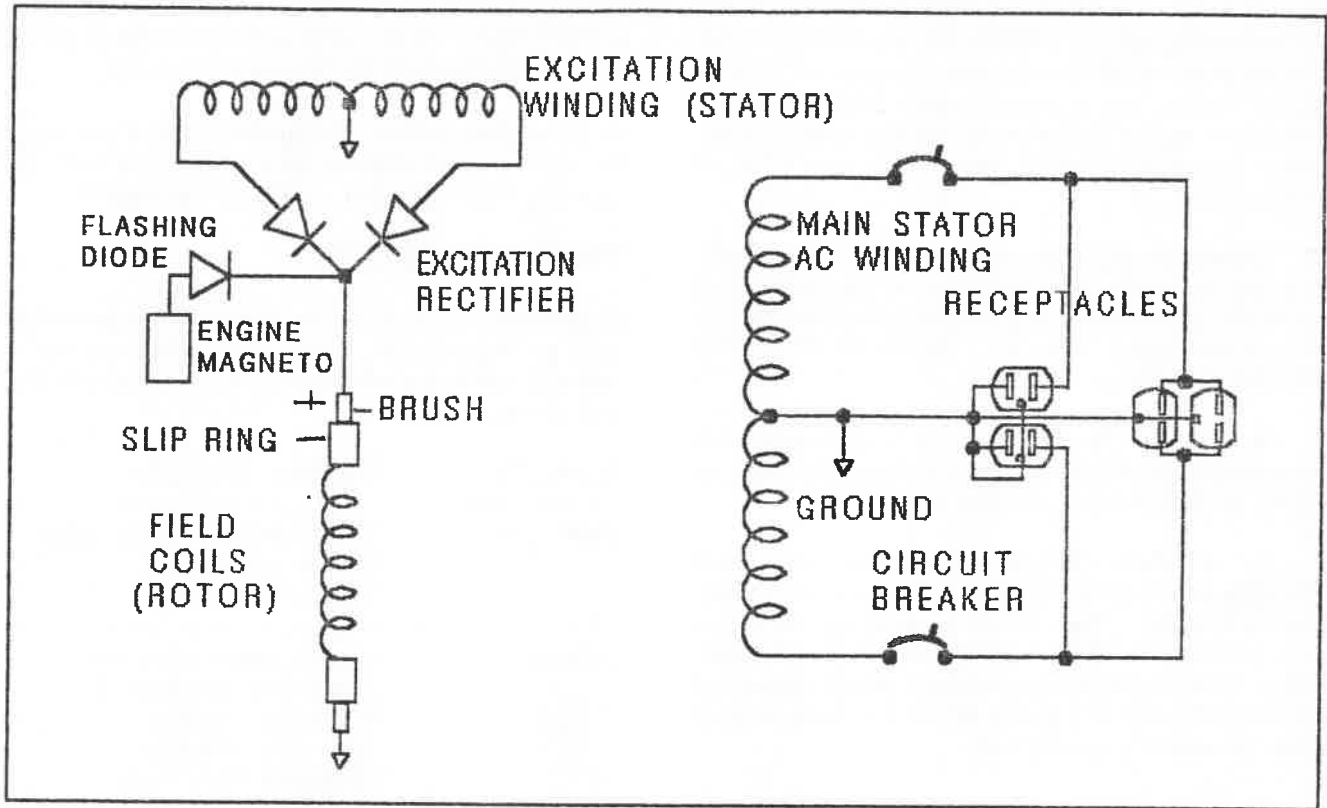 EXCITATION
WINDING (STATOR)
FLASHING
DIODE
EXCITATION
RECTIFIER
ENGINE
MAGNETO
+
BRUSH
SLIP RING
FIELD
COILS
(ROTOR)
MAIN STATOR
AC WINDING
RECEPTACLES
GROUND
CIRCUIT
BREAKER